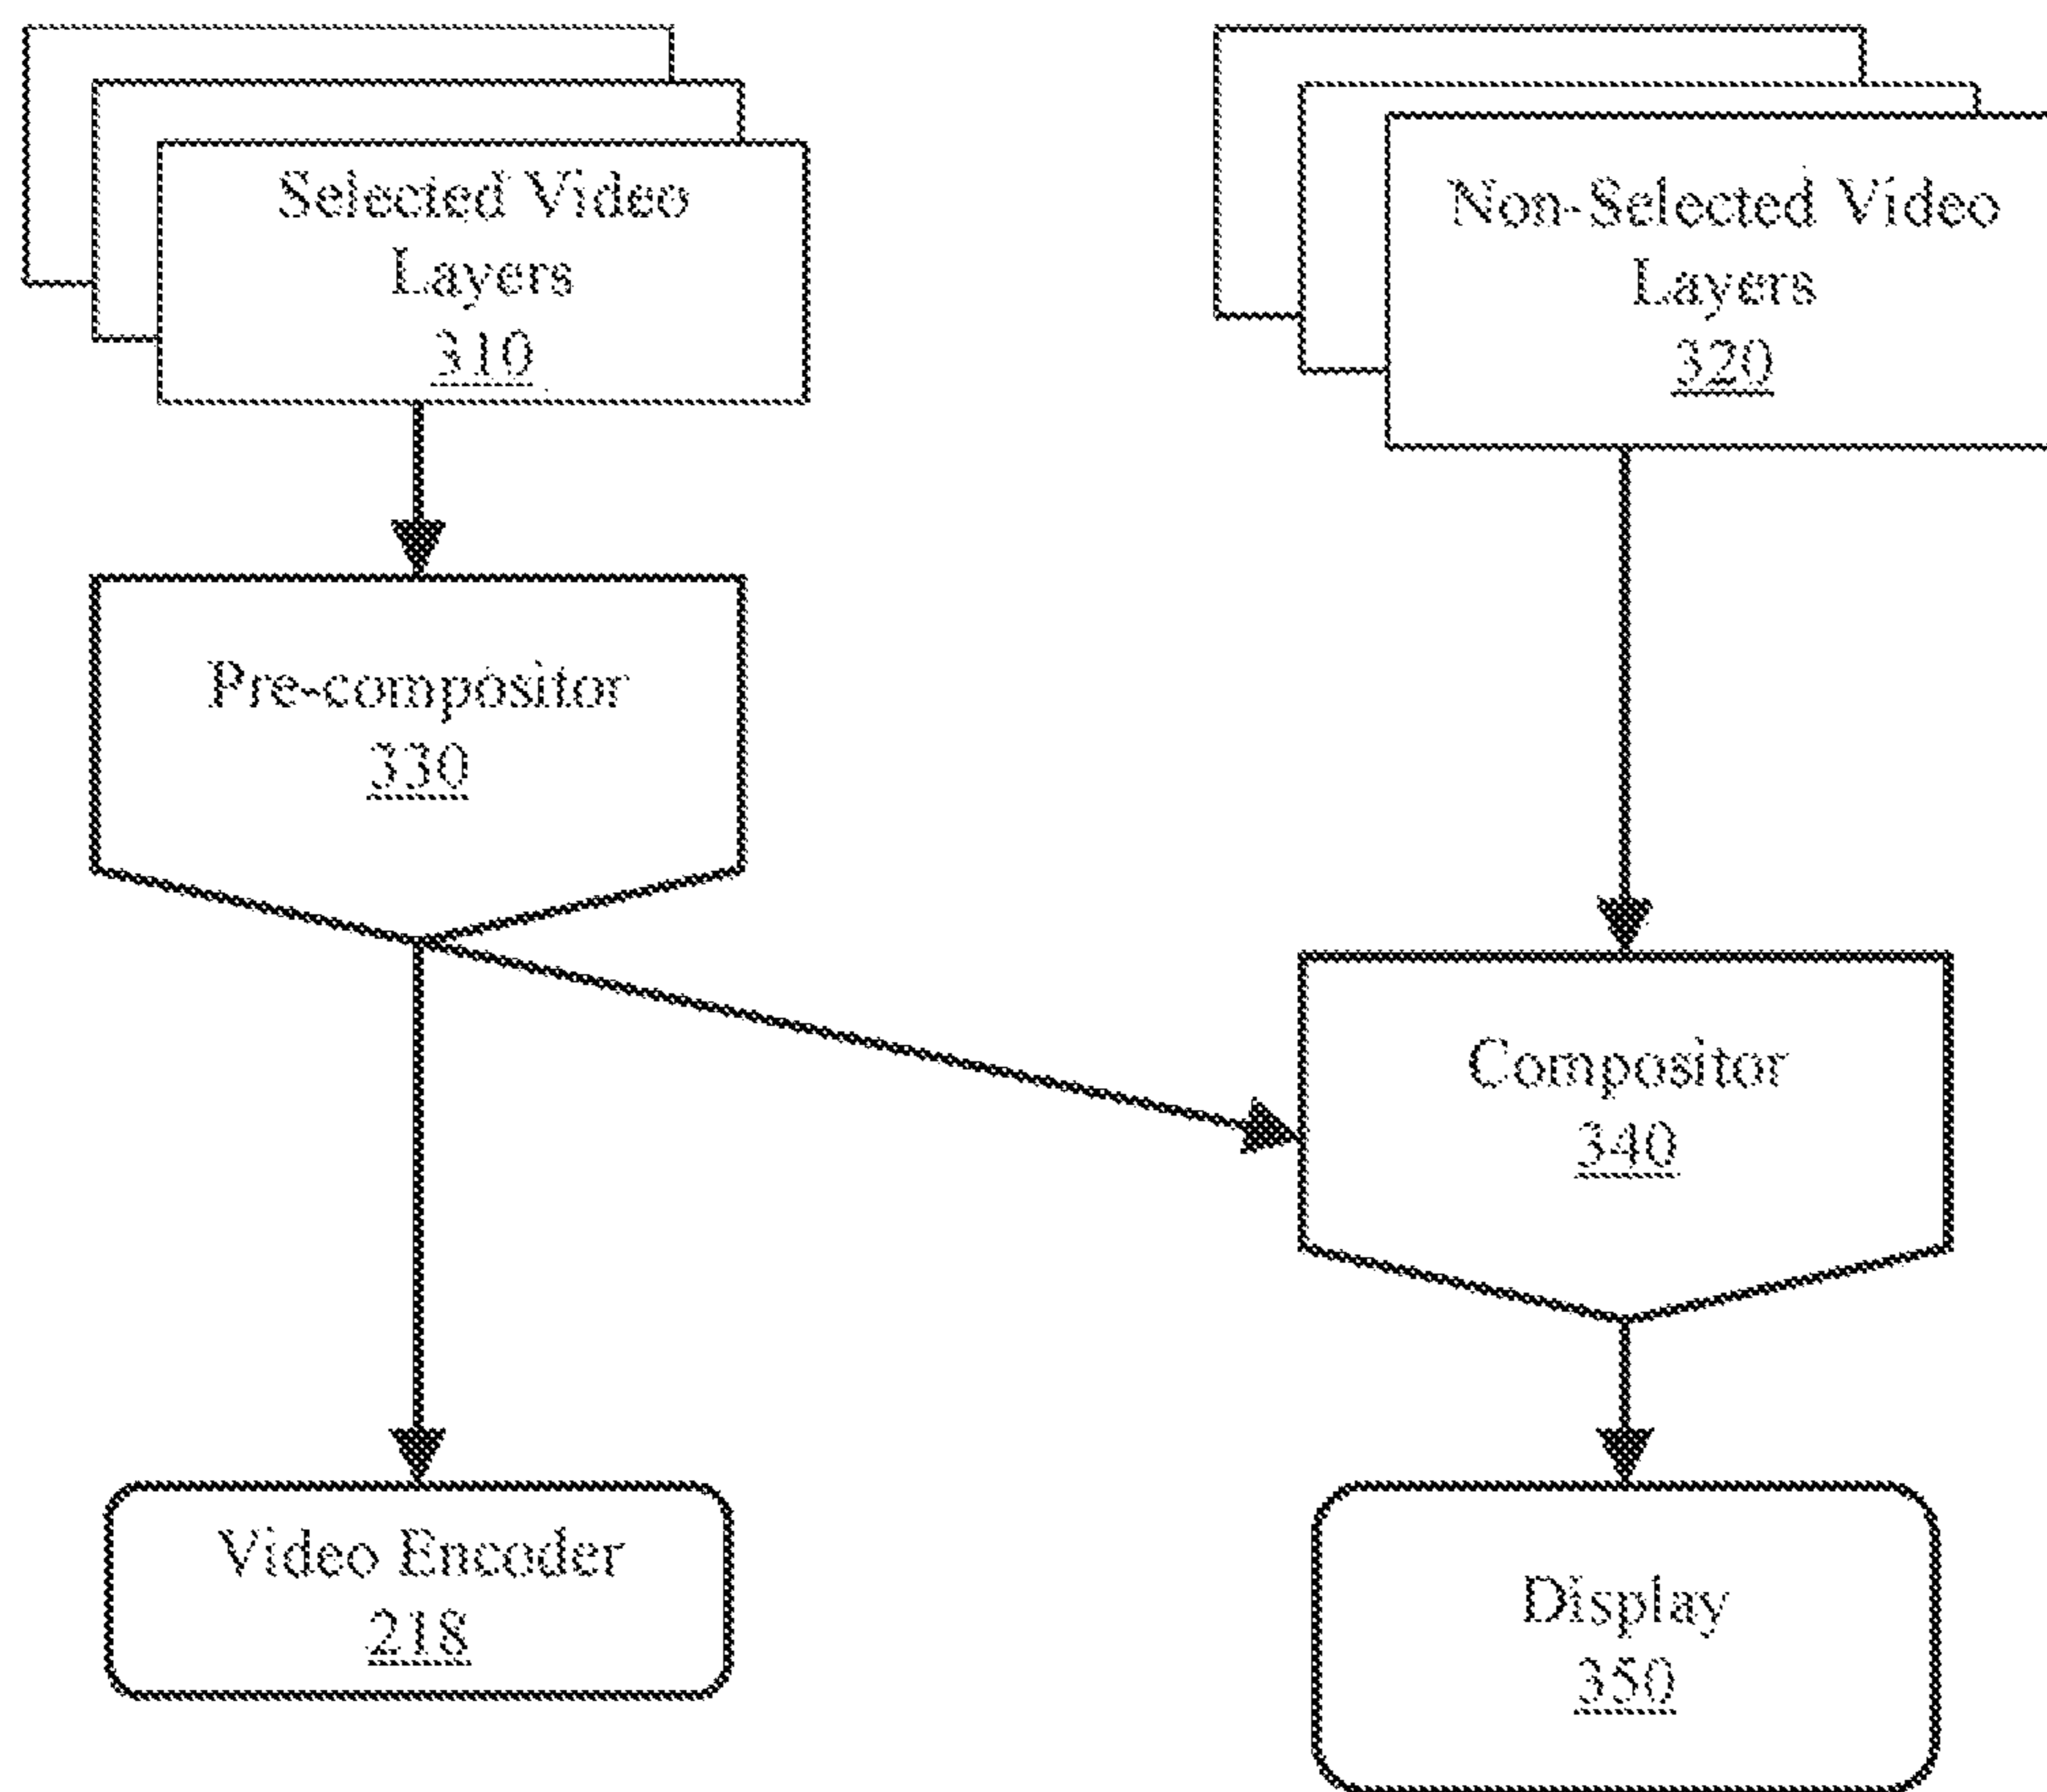 Selected Video
Layers
310
Non-Selected Video
Layers
320
Pre-compositor
330
Compositor
340
Video Encoder
218
Display
350